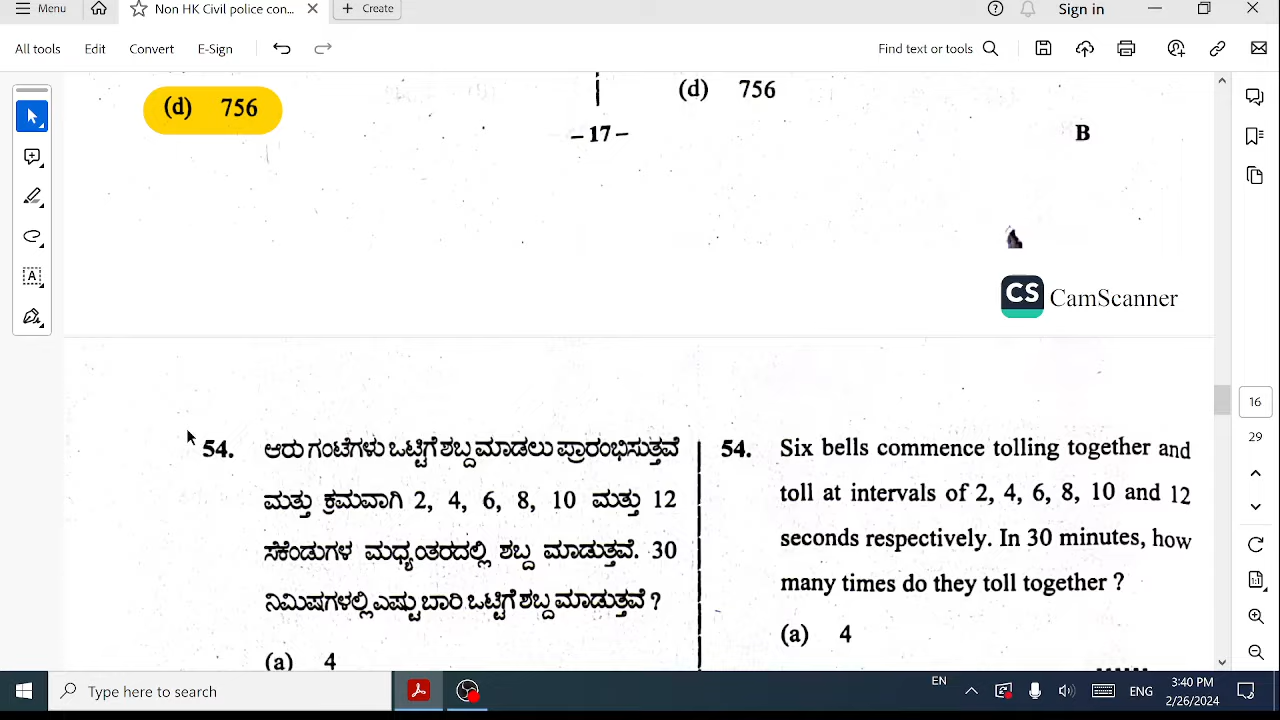 Menu
Non HK Civil police con...
Create
Sign in
All tools
Edit
Convert
E-Sign
Find text or tools
(d) 756
(d) 756
– 17 –
B
CS CamScanner
54. ಆರು ಗಂಟೆಗಳು ಒಟ್ಟಿಗೆ ಶಬ್ದ ಮಾಡಲು ಪ್ರಾರಂಭಿಸುತ್ತವೆ
ಮತ್ತು ಕ್ರಮವಾಗಿ 2, 4, 6, 8, 10 ಮತ್ತು 12
ಸೆಕೆಂಡುಗಳ ಮಧ್ಯಂತರದಲ್ಲಿ ಶಬ್ದ ಮಾಡುತ್ತವೆ. 30
ನಿಮಿಷಗಳಲ್ಲಿ ಎಷ್ಟು ಬಾರಿ ಒಟ್ಟಿಗೆ ಶಬ್ದ ಮಾಡುತ್ತವೆ ?
(a) 4
54. Six bells commence tolling together and
toll at intervals of 2, 4, 6, 8, 10 and 12
seconds respectively. In 30 minutes, how
many times do they toll together ?
(a) 4
16
29
1:1
Type here to search
EN
ENG
3:40 PM
2/26/2024